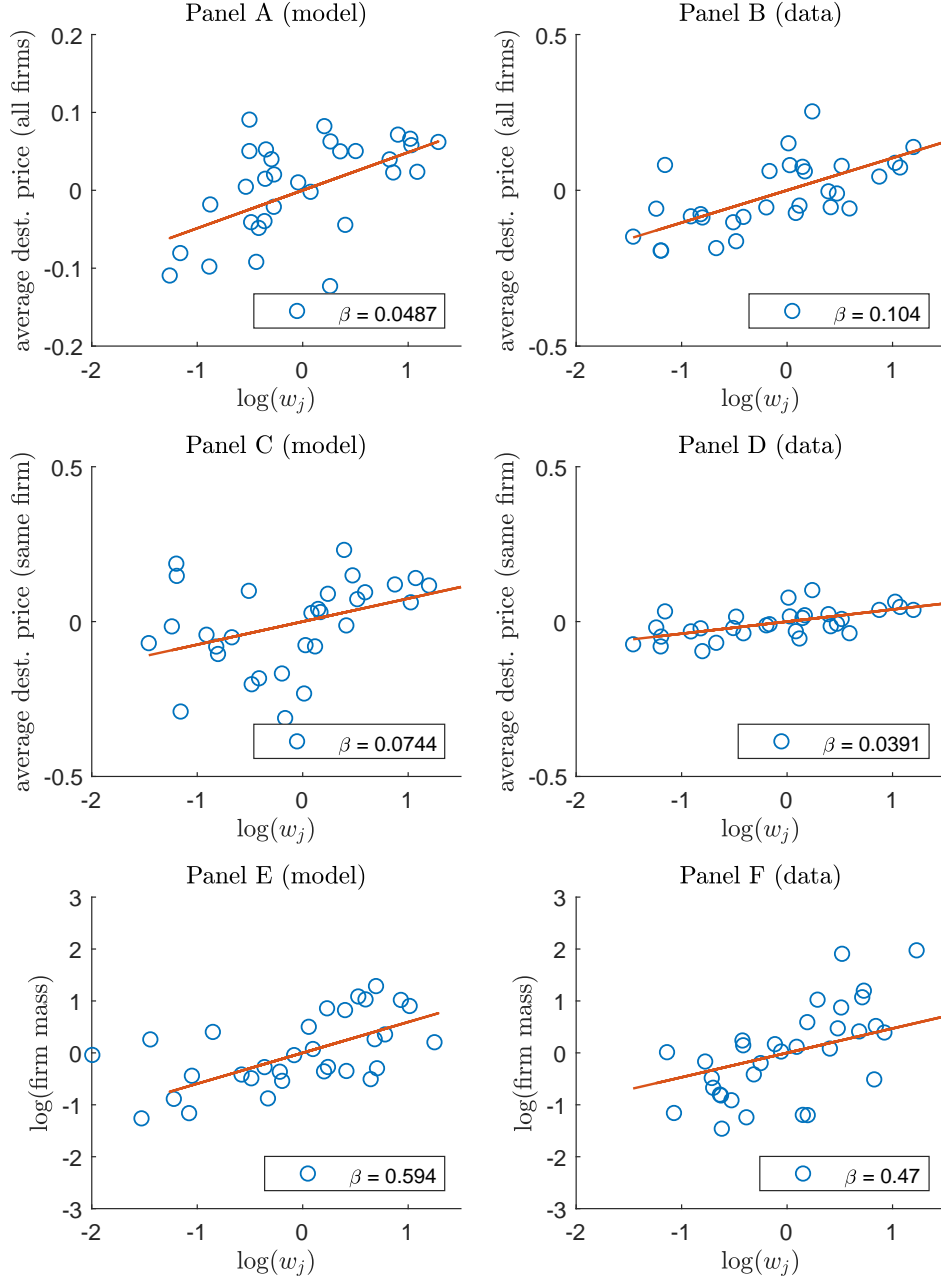 Panel A (model)
average dest. price (all firms)
0.2
0.1
0
-0.1
-0.2
β = 0.0487
-2
-1
0
1
log(w_j)
Panel B (data)
average dest. price (all firms)
0.5
0
-0.5
β = 0.104
-2
-1
0
1
log(w_j)
Panel C (model)
average dest. price (same firm)
0.5
0
-0.5
β = 0.0744
-2
-1
0
1
log(w_j)
Panel D (data)
average dest. price (same firm)
0.5
0
-0.5
β = 0.0391
-2
-1
0
1
log(w_j)
Panel E (model)
log(firm mass)
3
2
1
0
-1
-2
-3
β = 0.594
-2
-1
0
1
log(w_j)
Panel F (data)
log(firm mass)
3
2
1
0
-1
-2
-3
β = 0.47
-2
-1
0
1
log(w_j)